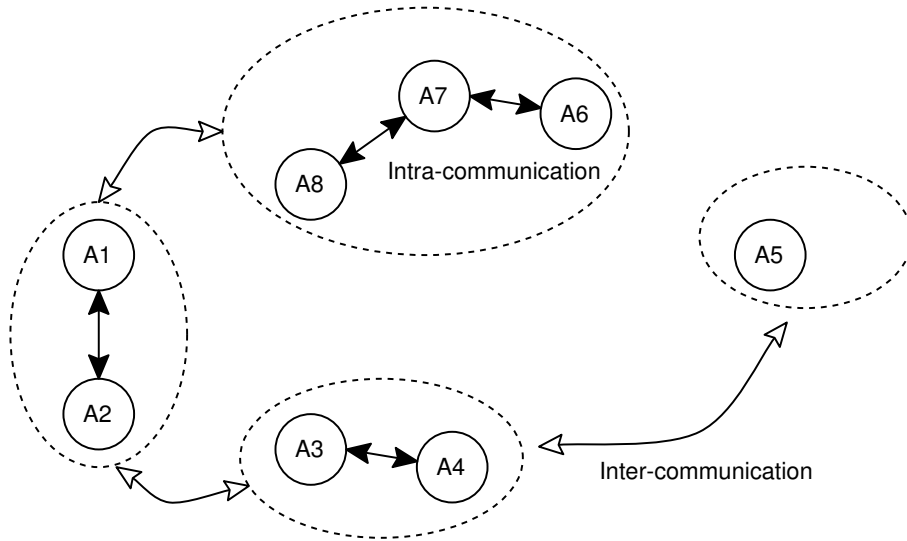 A7
A6
A8
Intra-communication
A1
A5
A2
A3
A4
Inter-communication